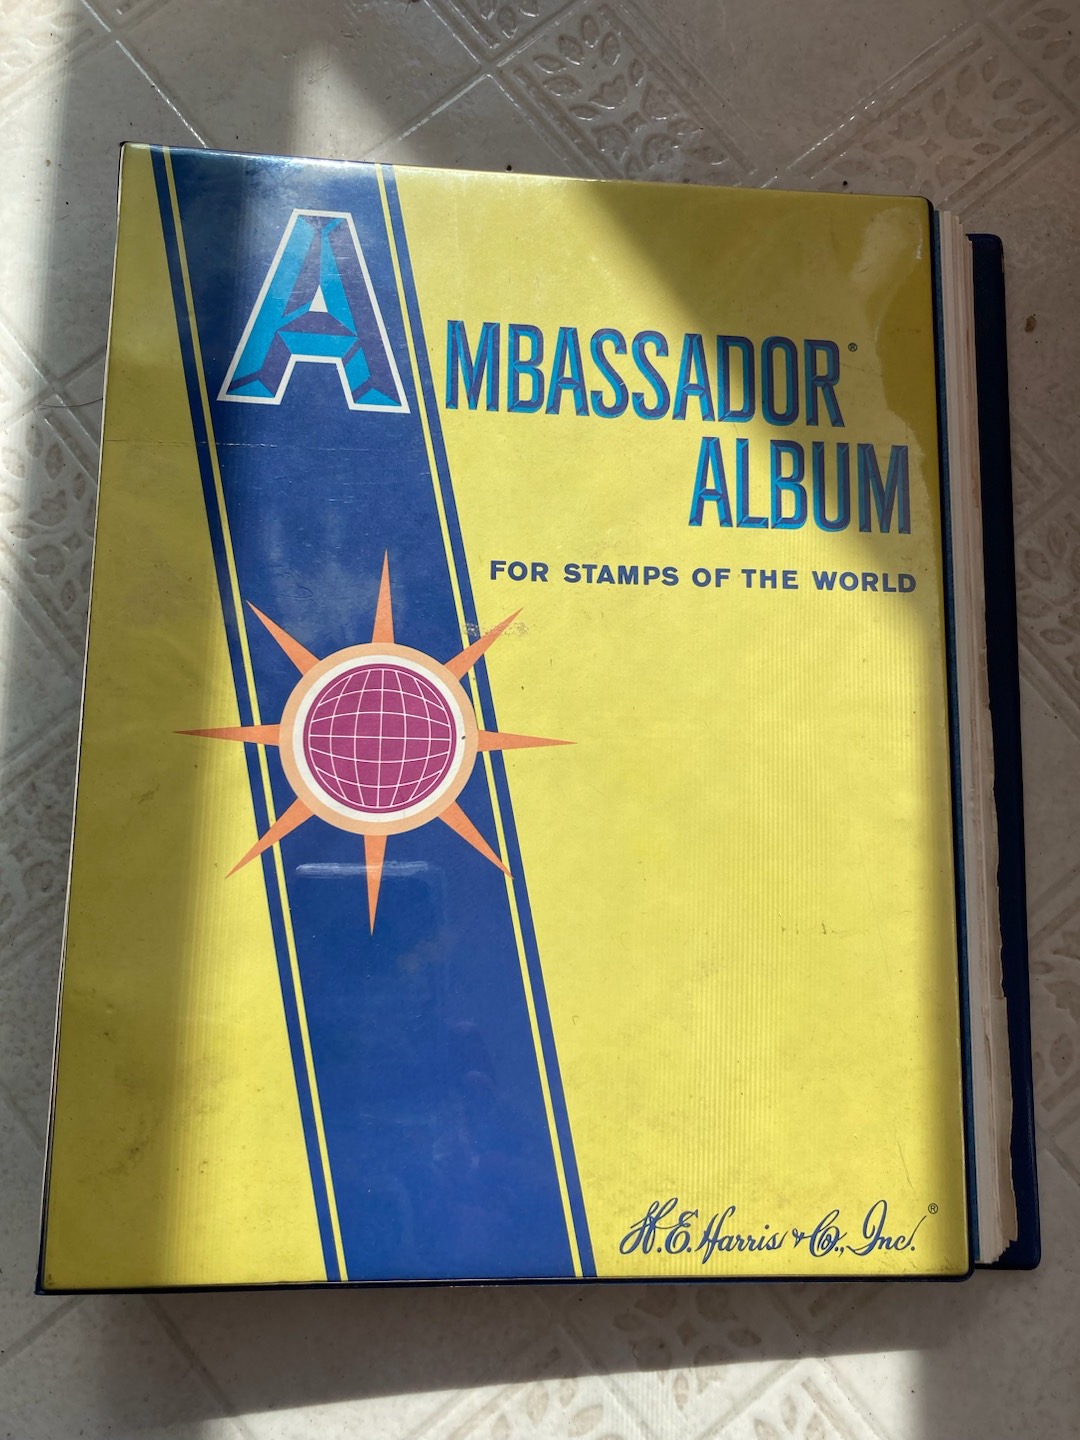 AMBASSADOR®
ALBUM
FOR STAMPS OF THE WORLD
H.E. Harris & Co., Inc.®